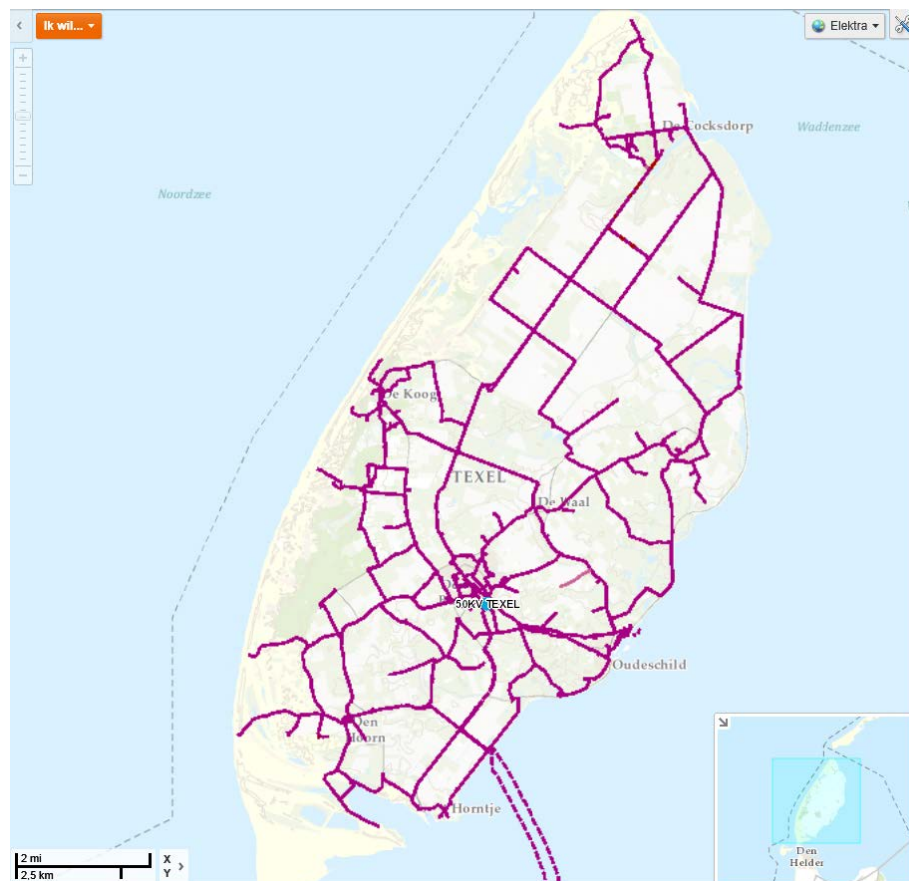 Ik wil...
Elektra
De Cocksdorp
Waddenzee
Noordzee
De Koog
TEXEL
De Waal
50KV TEXEL
Oudeschild
Den
Hoorn
Horntje
Den
Helder
2 mi
2,5 km
X
Y